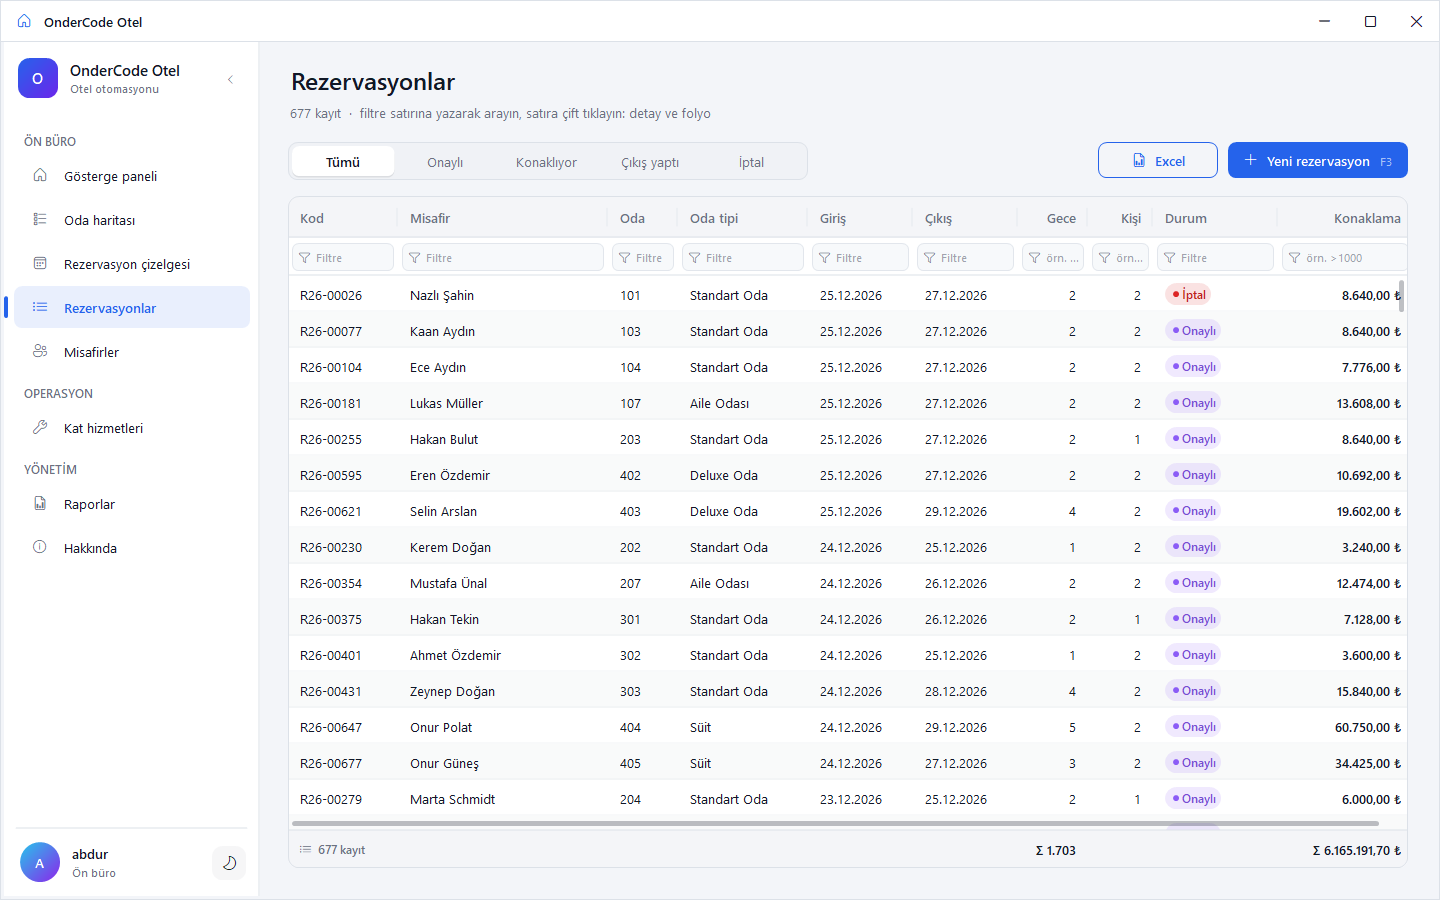 OnderCode Otel
O
OnderCode Otel
Otel otomasyonu
ÖN BÜRO
Gösterge paneli
Oda haritası
Rezervasyon çizelgesi
Rezervasyonlar
Misafirler
OPERASYON
Kat hizmetleri
YÖNETİM
Raporlar
Hakkında
A
abdur
Ön büro
Rezervasyonlar
677 kayıt · filtre satırına yazarak arayın, satıra çift tıklayın: detay ve folyo
Tümü Onaylı Konaklıyor Çıkış yaptı İptal
Excel
Yeni rezervasyon F3
Kod Misafir Oda Oda tipi Giriş Çıkış Gece Kişi Durum Konaklama
Filtre Filtre Filtre Filtre Filtre Filtre örn. ... örn... Filtre örn. >1000
R26-00026 Nazlı Şahin 101 Standart Oda 25.12.2026 27.12.2026 2 2 İptal 8.640,00 ₺
R26-00077 Kaan Aydın 103 Standart Oda 25.12.2026 27.12.2026 2 2 Onaylı 8.640,00 ₺
R26-00104 Ece Aydın 104 Standart Oda 25.12.2026 27.12.2026 2 2 Onaylı 7.776,00 ₺
R26-00181 Lukas Müller 107 Aile Odası 25.12.2026 27.12.2026 2 2 Onaylı 13.608,00 ₺
R26-00255 Hakan Bulut 203 Standart Oda 25.12.2026 27.12.2026 2 1 Onaylı 8.640,00 ₺
R26-00595 Eren Özdemir 402 Deluxe Oda 25.12.2026 27.12.2026 2 2 Onaylı 10.692,00 ₺
R26-00621 Selin Arslan 403 Deluxe Oda 25.12.2026 29.12.2026 4 2 Onaylı 19.602,00 ₺
R26-00230 Kerem Doğan 202 Standart Oda 24.12.2026 25.12.2026 1 2 Onaylı 3.240,00 ₺
R26-00354 Mustafa Ünal 207 Aile Odası 24.12.2026 26.12.2026 2 2 Onaylı 12.474,00 ₺
R26-00375 Hakan Tekin 301 Standart Oda 24.12.2026 26.12.2026 2 1 Onaylı 7.128,00 ₺
R26-00401 Ahmet Özdemir 302 Standart Oda 24.12.2026 25.12.2026 1 2 Onaylı 3.600,00 ₺
R26-00431 Zeynep Doğan 303 Standart Oda 24.12.2026 28.12.2026 4 2 Onaylı 15.840,00 ₺
R26-00647 Onur Polat 404 Süit 24.12.2026 29.12.2026 5 2 Onaylı 60.750,00 ₺
R26-00677 Onur Güneş 405 Süit 24.12.2026 27.12.2026 3 2 Onaylı 34.425,00 ₺
R26-00279 Marta Schmidt 204 Standart Oda 23.12.2026 25.12.2026 2 1 Onaylı 6.000,00 ₺
677 kayıt Σ 1.703 Σ 6.165.191,70 ₺